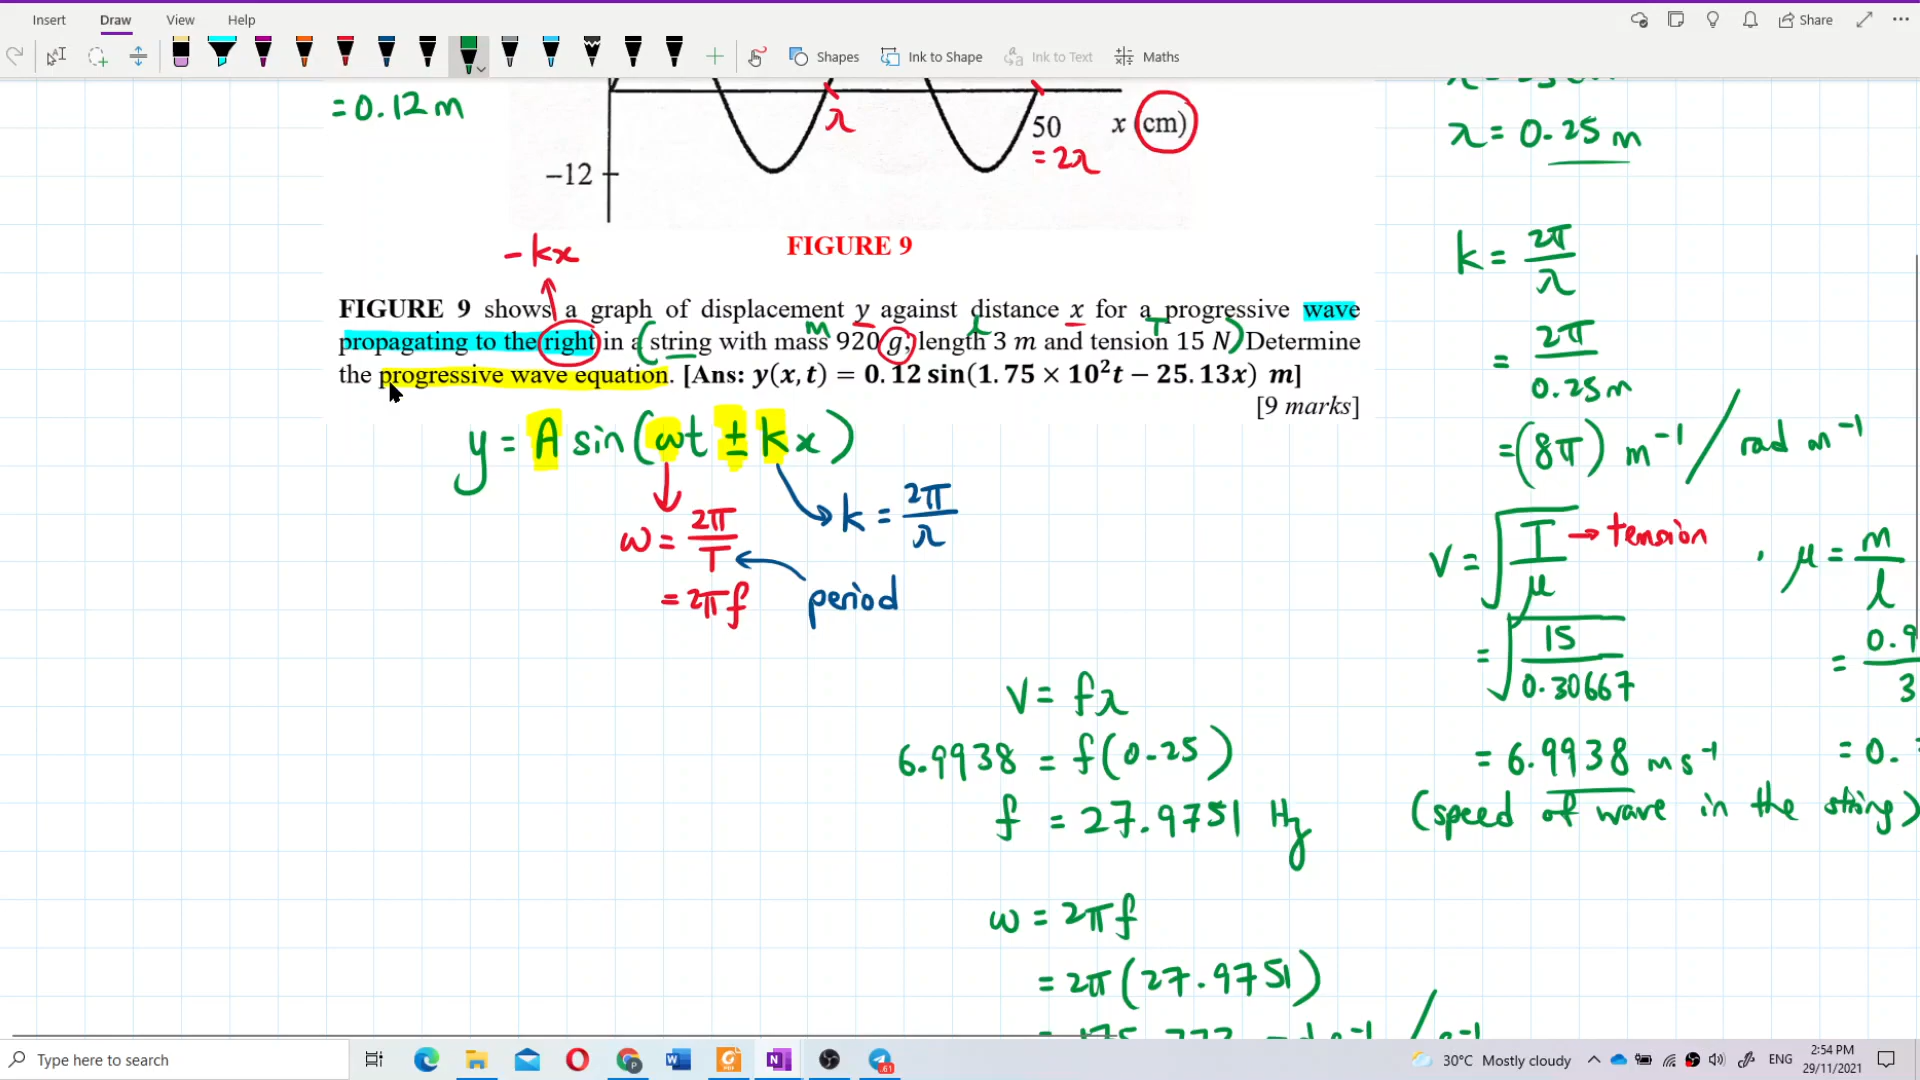 Insert Draw View Help
Share
Shapes Ink to Shape Ink to Text Maths
= 0.12 m
λ
50
= 2λ
x (cm)
−12
FIGURE 9
− kx
FIGURE 9 shows a graph of displacement y against distance x for a progressive wave
propagating to the right in a string with mass 920 g, length 3 m and tension 15 N. Determine
m l T
the progressive wave equation. [Ans: y(x, t) = 0.12 sin(1.75 × 10²t − 25.13x) m]
[9 marks]
y = A sin(ωt ± kx)
ω = 2π/T
= 2πf
period
k = 2π/λ
v = fλ
6.9938 = f(0.25)
f = 27.9751 Hz
ω = 2πf
= 2π(27.9751)
λ = 0.25 m
k = 2π/λ
= 2π/0.25m
= (8π) m⁻¹ / rad m⁻¹
v = √(T/μ) → tension , μ = m/l
= √(15/0.30667)
= 6.9938 ms⁻¹
(speed of wave in the string)
= 0.9
3
= 0.
Type here to search
61
30°C Mostly cloudy
ENG
2:54 PM
29/11/2021